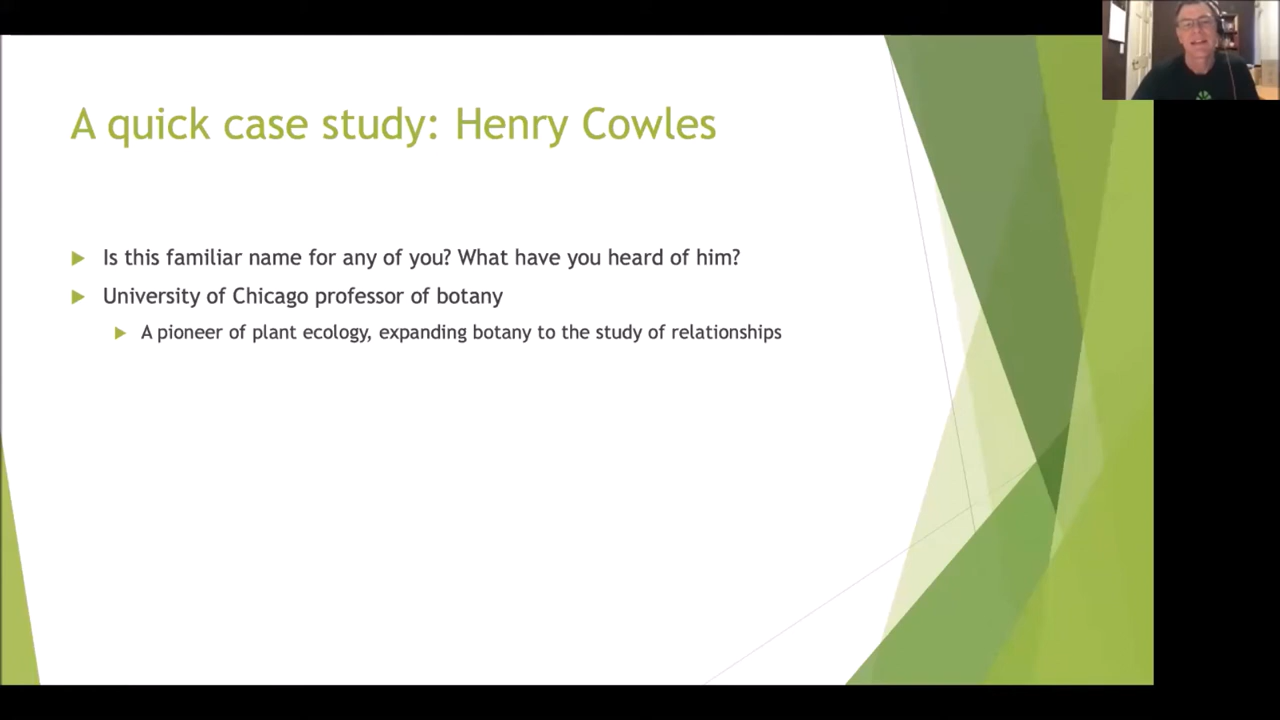 A quick case study: Henry Cowles
Is this familiar name for any of you? What have you heard of him?
University of Chicago professor of botany
A pioneer of plant ecology, expanding botany to the study of relationships